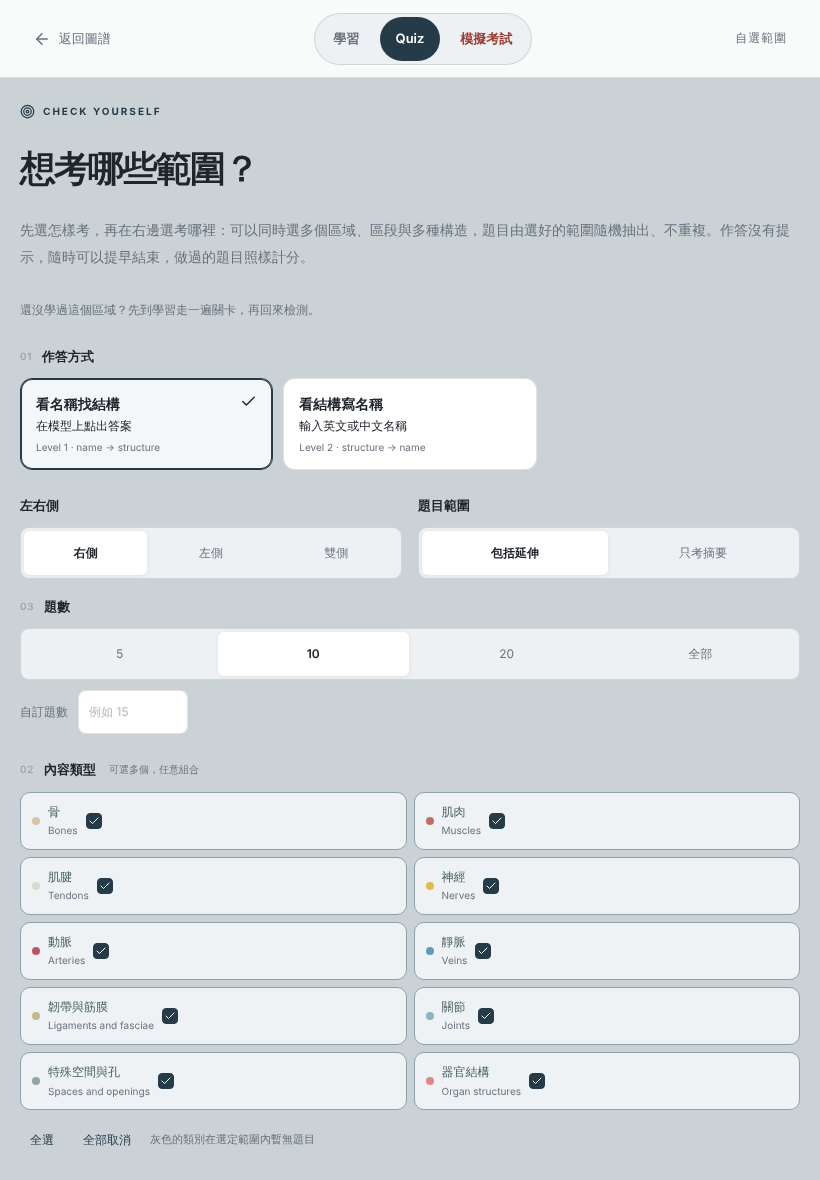 返回圖譜
學習
Quiz
模擬考試
自選範圍
CHECK YOURSELF
想考哪些範圍？
先選怎樣考，再在右邊選考哪裡：可以同時選多個區域、區段與多種構造，題目由選好的範圍隨機抽出、不重複。作答沒有提
示，隨時可以提早結束，做過的題目照樣計分。
還沒學過這個區域？先到學習走一遍關卡，再回來檢測。
01 作答方式
看名稱找結構
在模型上點出答案
Level 1 · name → structure
看結構寫名稱
輸入英文或中文名稱
Level 2 · structure → name
左右側
右側
左側
雙側
題目範圍
包括延伸
只考摘要
03 題數
5
10
20
全部
自訂題數
例如 15
02 內容類型 可選多個，任意組合
骨
Bones
肌肉
Muscles
肌腱
Tendons
神經
Nerves
動脈
Arteries
靜脈
Veins
韌帶與筋膜
Ligaments and fasciae
關節
Joints
特殊空間與孔
Spaces and openings
器官結構
Organ structures
全選
全部取消
灰色的類別在選定範圍內暫無題目